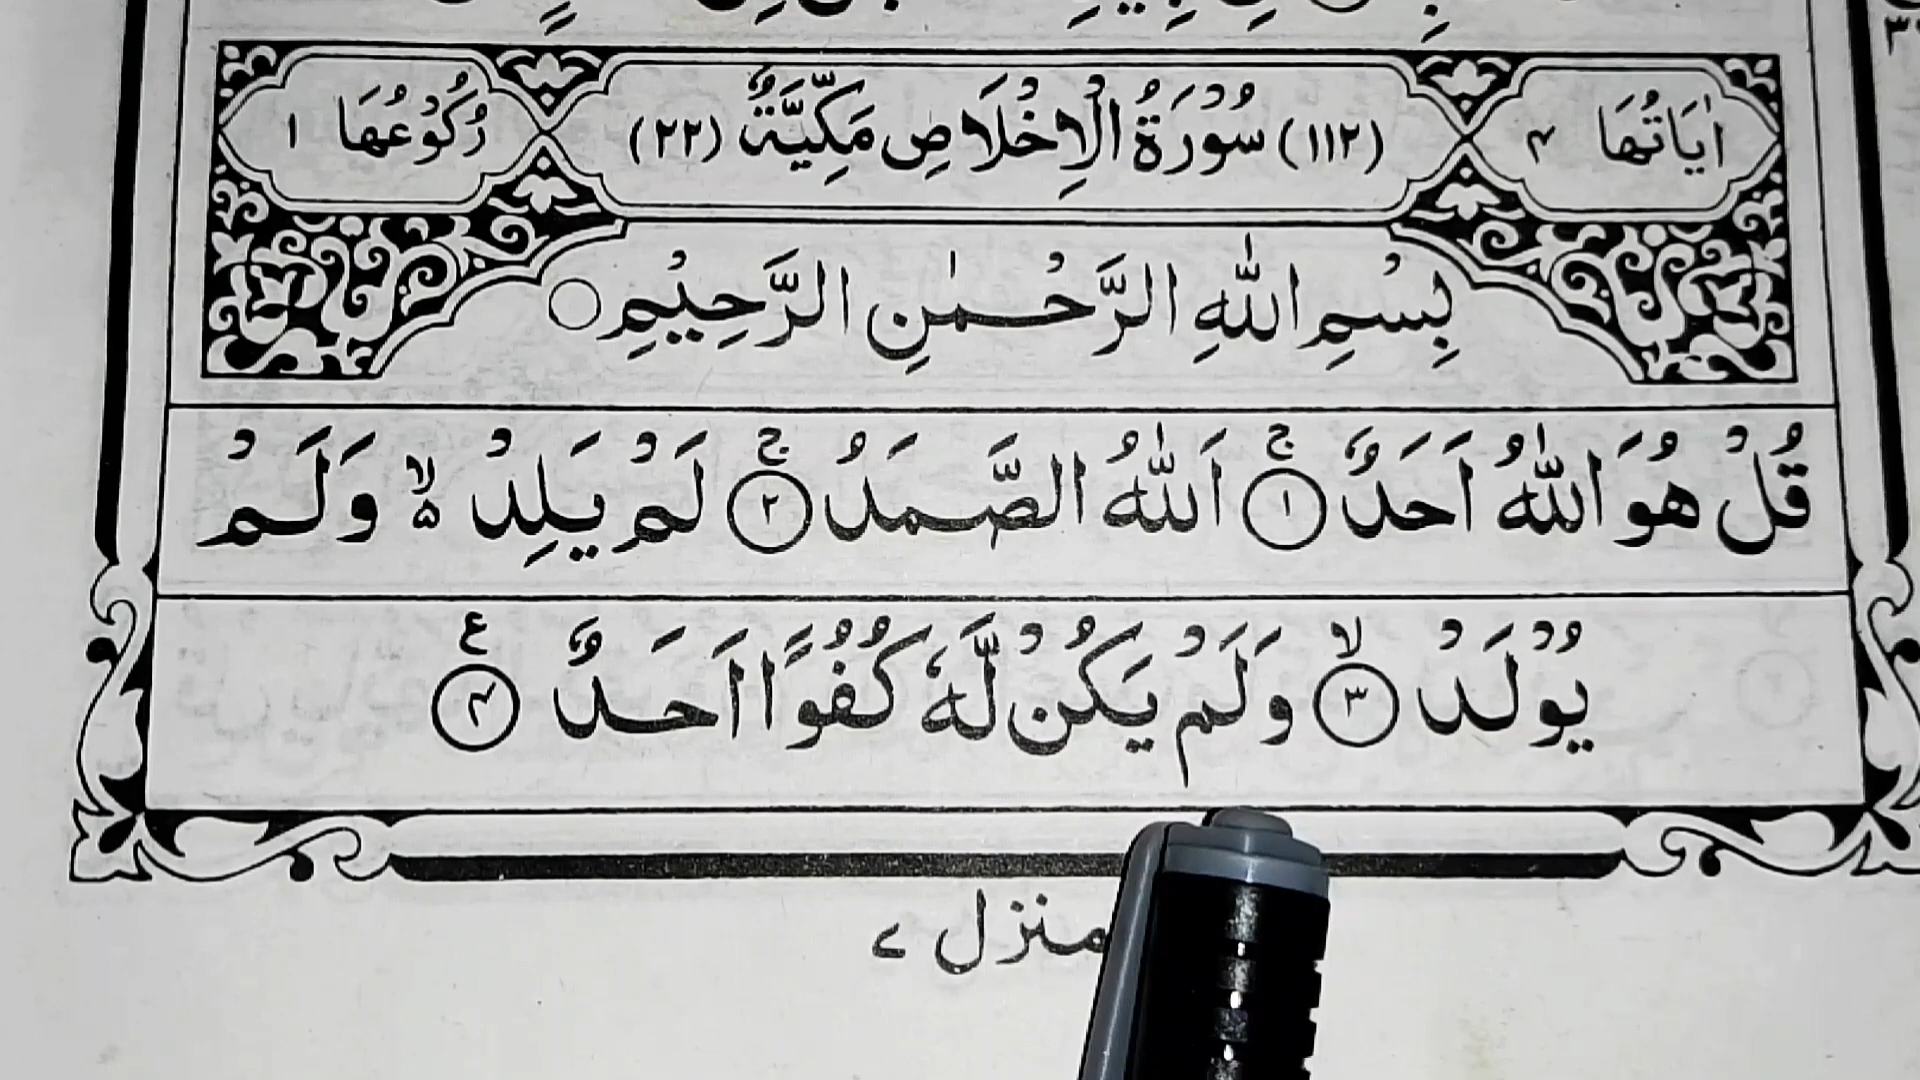 اٰيَاتُهَا ۴ (۱۱۲) سُوْرَةُ الْاِخْلَاصِ مَكِّيَّةٌ (۲۲) رُكُوْعُهَا ۱
بِسْمِ اللّٰهِ الرَّحْمٰنِ الرَّحِيْمِ ○
قُلْ هُوَ اللّٰهُ اَحَدٌ ۚ ۱ اَللّٰهُ الصَّمَدُ ۚ ۲ لَمْ يَلِدْ ۙ ۵ وَلَمْ
يُوْلَدْ ۙ ۳ وَلَمْ يَكُنْ لَّهٗ كُفُوًا اَحَدٌ ع ۴
منزل ۷